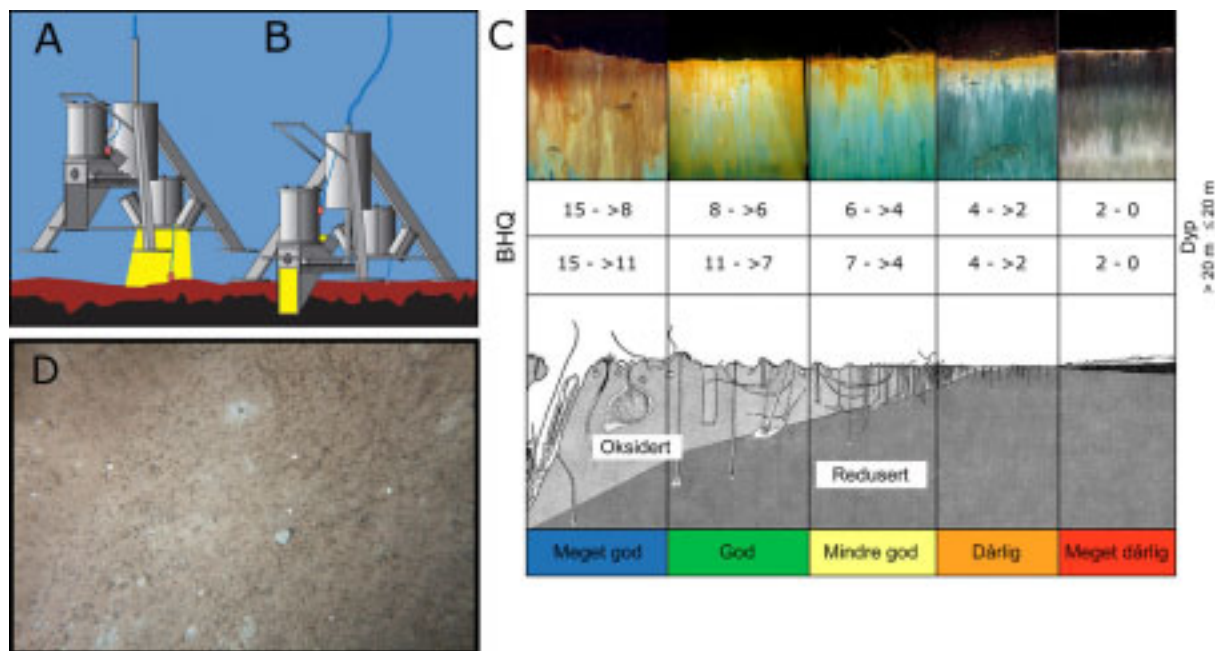 A
B
C
D
BHQ
15 - >8
8 - >6
6 - >4
4 - >2
2 - 0
15 - >11
11 - >7
7 - >4
4 - >2
2 - 0
Dyp
> 20 m ≤ 20 m
Oksidert
Redusert
Meget god
God
Mindre god
Dårlig
Meget dårlig